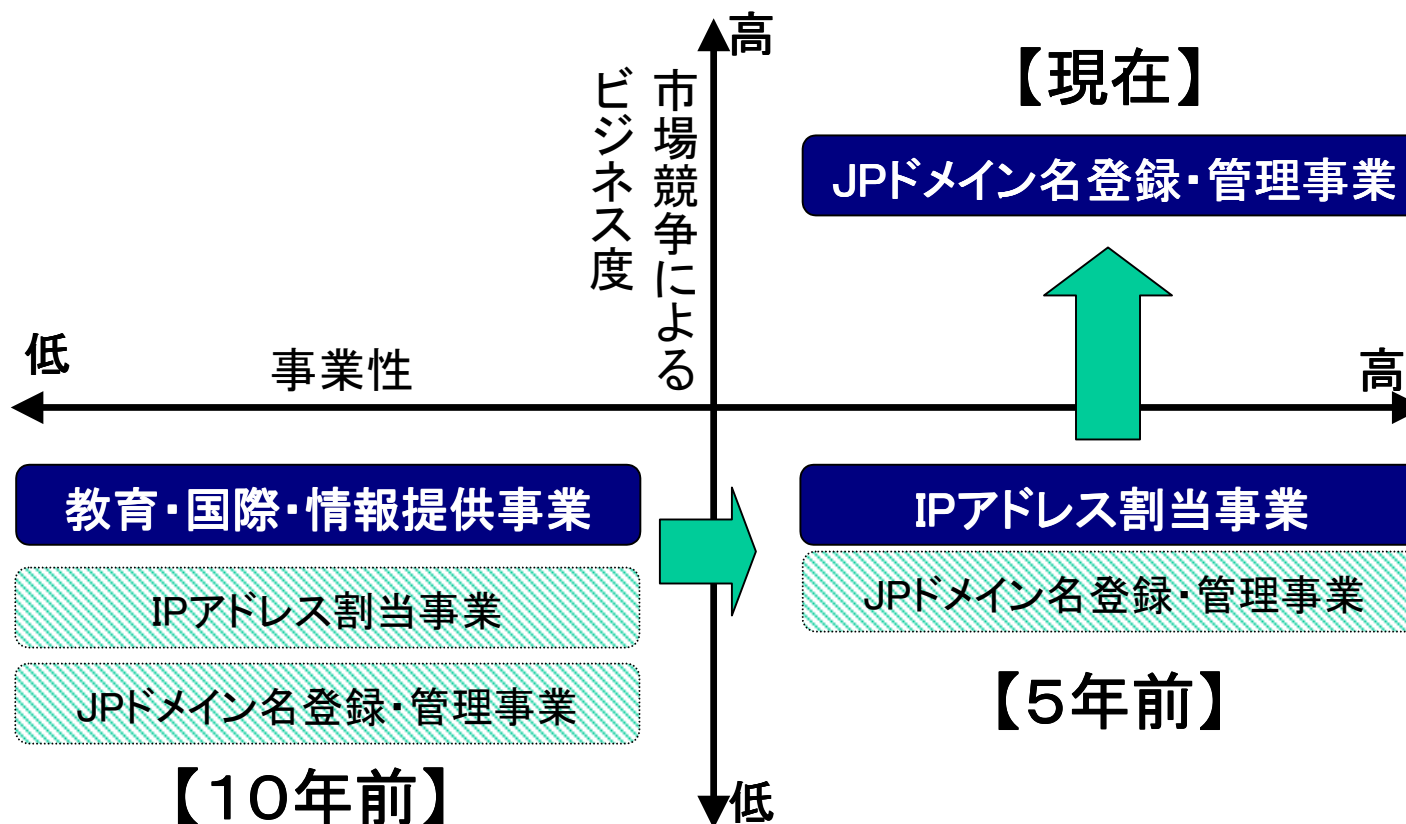 高
市場競争による
ビジネス度
【現在】
JPドメイン名登録・管理事業
低
事業性
高
教育・国際・情報提供事業
IPアドレス割当事業
IPアドレス割当事業
JPドメイン名登録・管理事業
JPドメイン名登録・管理事業
【5年前】
【10年前】
低